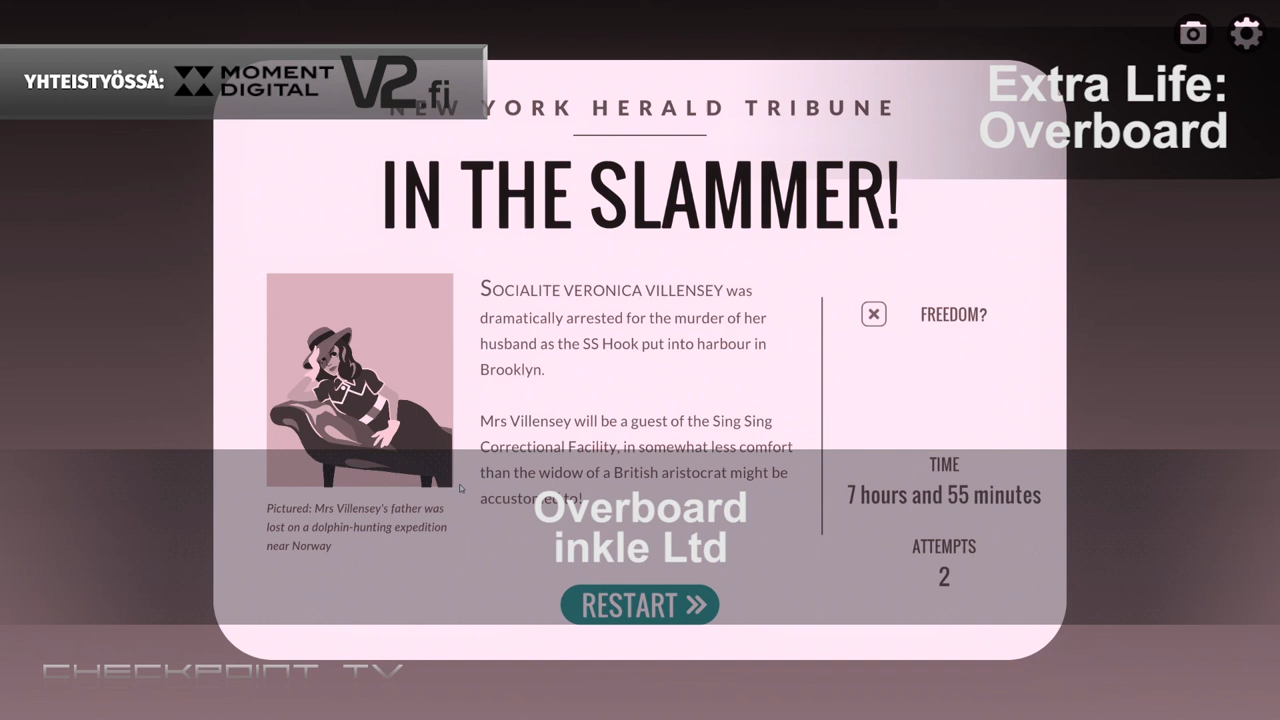 YHTEISTYÖSSÄ: MOMENT DIGITAL V2.fi
Extra Life:
Overboard
NEW YORK HERALD TRIBUNE
IN THE SLAMMER!
SOCIALITE VERONICA VILLENSEY was
dramatically arrested for the murder of her
husband as the SS Hook put into harbour in
Brooklyn.
Mrs Villensey will be a guest of the Sing Sing
Correctional Facility, in somewhat less comfort
than the widow of a British aristocrat might be
accustomed to!
Pictured: Mrs Villensey's father was
lost on a dolphin-hunting expedition
near Norway
FREEDOM?
TIME
7 hours and 55 minutes
ATTEMPTS
2
Overboard
inkle Ltd
RESTART
CHECKPOINT TV